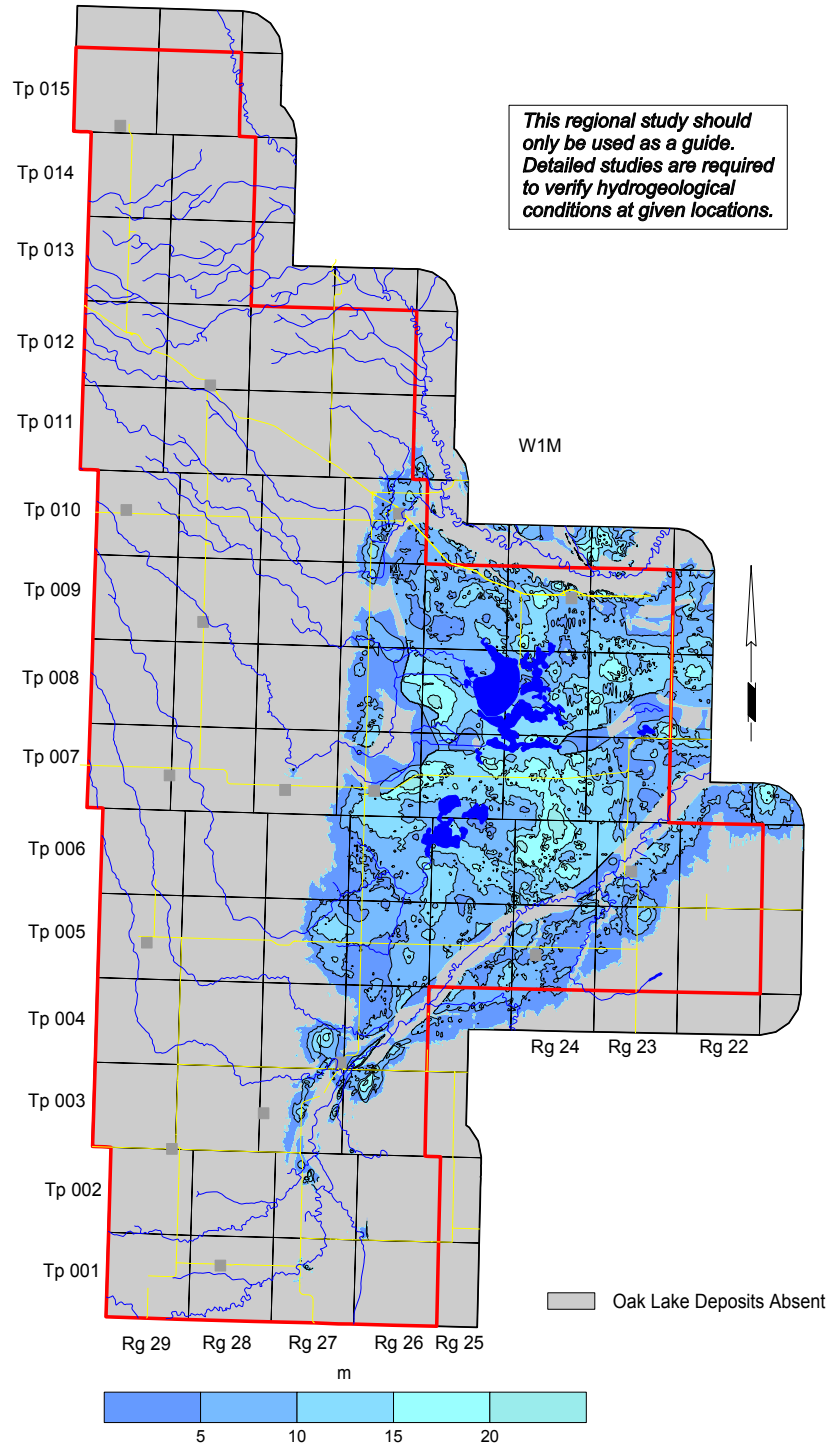 Tp 015
This regional study should
only be used as a guide.
Detailed studies are required
to verify hydrogeological
conditions at given locations.
Tp 014
Tp 013
Tp 012
Tp 011
W1M
Tp 010
Tp 009
Tp 008
Tp 007
Tp 006
Tp 005
Tp 004
Rg 24 Rg 23 Rg 22
Tp 003
Tp 002
Tp 001
Oak Lake Deposits Absent
Rg 29 Rg 28 Rg 27 Rg 26 Rg 25
m
5 10 15 20